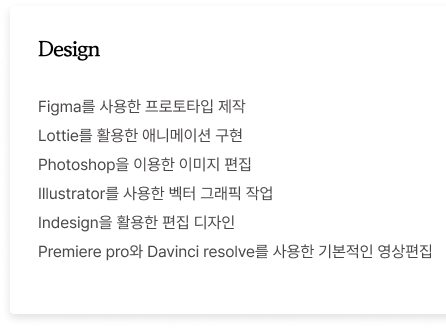 Design
Figma를 사용한 프로토타입 제작
Lottie를 활용한 애니메이션 구현
Photoshop을 이용한 이미지 편집
Illustrator를 사용한 벡터 그래픽 작업
Indesign을 활용한 편집 디자인
Premiere pro와 Davinci resolve를 사용한 기본적인 영상편집